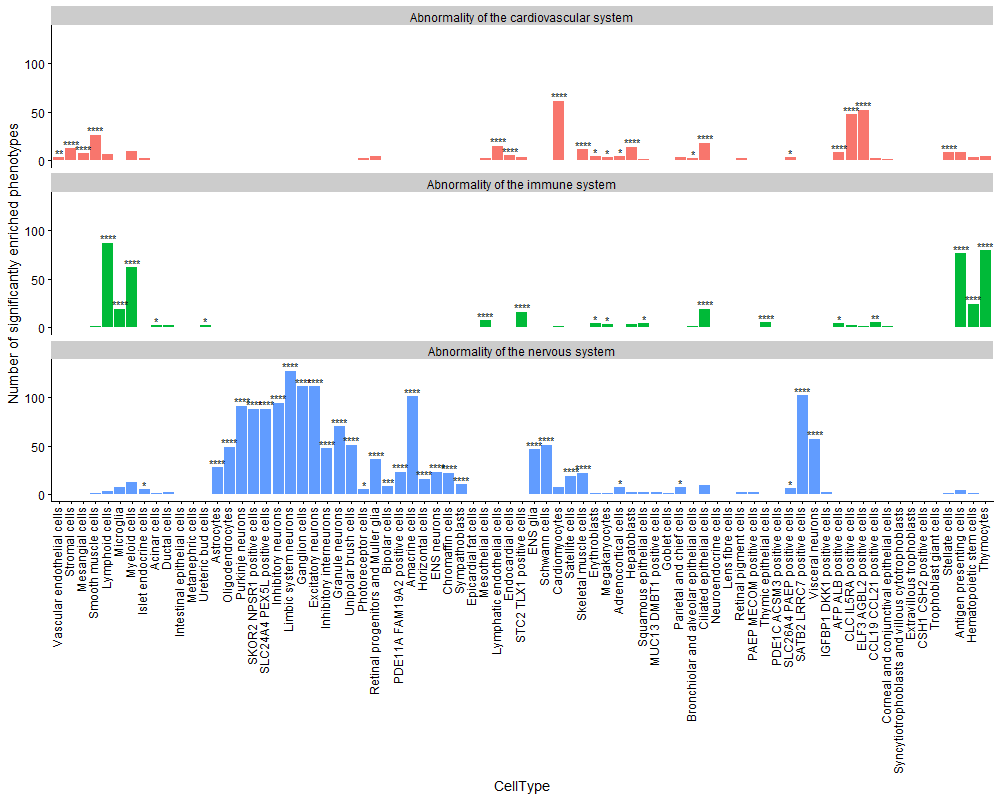 Abnormality of the cardiovascular system
100
50
0
** **** **** **** **** **** **** **** **** * * * **** * **** * **** **** **** ****
Abnormality of the immune system
100
50
0
**** **** **** * * **** **** * * * **** **** * ** **** **** ****
Abnormality of the nervous system
100
50
0
* **** **** **** **** **** **** **** **** **** **** **** **** * **** *** **** **** **** **** **** **** **** **** **** **** * * * **** ****
Number of significantly enriched phenotypes
Vascular endothelial cells
Stromal cells
Mesangial cells
Smooth muscle cells
Lymphoid cells
Microglia
Myeloid cells
Islet endocrine cells
Acinar cells
Ductal cells
Intestinal epithelial cells
Metanephric cells
Ureteric bud cells
Astrocytes
Oligodendrocytes
Purkinje neurons
SKOR2 NPSR1 positive cells
SLC24A4 PEX5L positive cells
Inhibitory neurons
Limbic system neurons
Ganglion cells
Excitatory neurons
Inhibitory interneurons
Granule neurons
Unipolar brush cells
Photoreceptor cells
Retinal progenitors and Muller glia
Bipolar cells
PDE11A FAM19A2 positive cells
Amacrine cells
Horizontal cells
ENS neurons
Chromaffin cells
Sympathoblasts
Epicardial fat cells
Mesothelial cells
Lymphatic endothelial cells
Endocardial cells
STC2 TLX1 positive cells
ENS glia
Schwann cells
Cardiomyocytes
Satellite cells
Skeletal muscle cells
Erythroblasts
Megakaryocytes
Adrenocortical cells
Hepatoblasts
Squamous epithelial cells
MUC13 DMBT1 positive cells
Goblet cells
Parietal and chief cells
Bronchiolar and alveolar epithelial cells
Ciliated epithelial cells
Neuroendocrine cells
Lens fibre cells
Retinal pigment cells
PAEP MECOM positive cells
Thymic epithelial cells
PDE1C ACSM3 positive cells
SLC26A4 PAEP positive cells
SATB2 LRRC7 positive cells
Visceral neurons
IGFBP1 DKK1 positive cells
AFP ALB positive cells
CLC IL5RA positive cells
ELF3 AGBL2 positive cells
CCL19 CCL21 positive cells
Corneal and conjunctival epithelial cells
Syncytiotrophoblasts and villous cytotrophoblasts
Extravillous trophoblasts
CSH1 CSH2 positive cells
Trophoblast giant cells
Stellate cells
Antigen presenting cells
Hematopoietic stem cells
Thymocytes
CellType